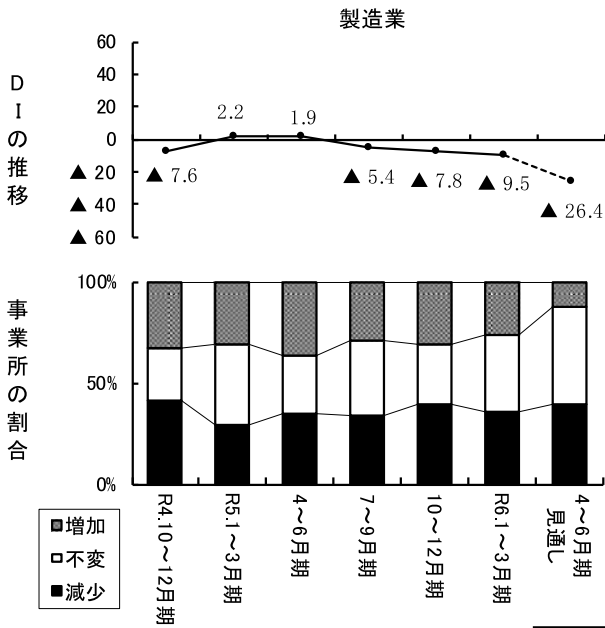 製造業
DIの推移
60
40
20
0
▲ 20
▲ 40
▲ 60
▲ 7.6
2.2
1.9
▲ 5.4
▲ 7.8
▲ 9.5
▲ 26.4
事業所の割合
100%
50%
0%
R4.10～12月期
R5.1～3月期
4～6月期
7～9月期
10～12月期
R6.1～3月期
4～6月期
見通し
増加
不変
減少